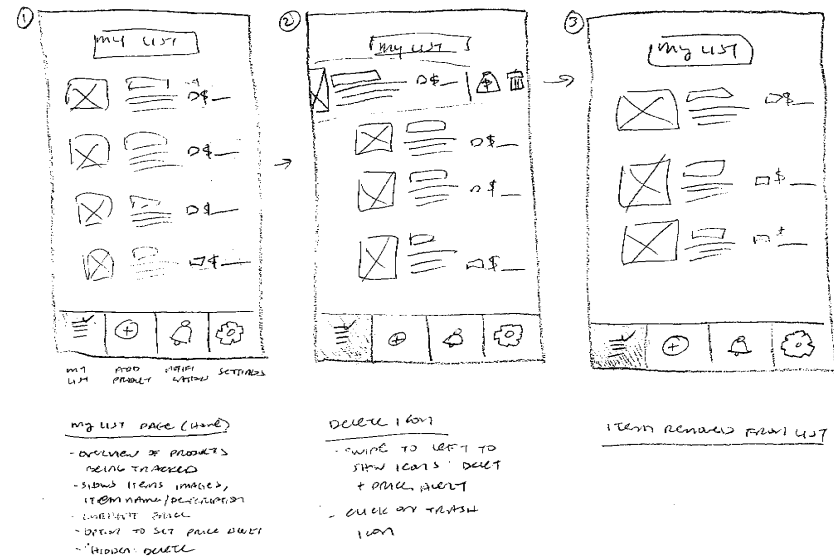 1
MY LIST
$
$
$
$
MY LIST
ADD PRODUCT
NOTIFICATIONS
SETTINGS
MY LIST PAGE (HOME)
- OVERVIEW OF PRODUCTS
BEING TRACKED
- SHOWS ITEMS IMAGES,
ITEM NAME/DESCRIPTION
- CURRENT PRICE
- OPTION TO SET PRICE ALERT
- HIDDEN: DELETE
2
MY LIST
$
$
$
$
$
DELETE ICON
- SWIPE TO LEFT TO
SHOW ICONS: DELET
+ PRICE ALERT
- CLICK ON TRASH
ICON
3
MY LIST
$
$
ITEM REMOVED FROM LIST